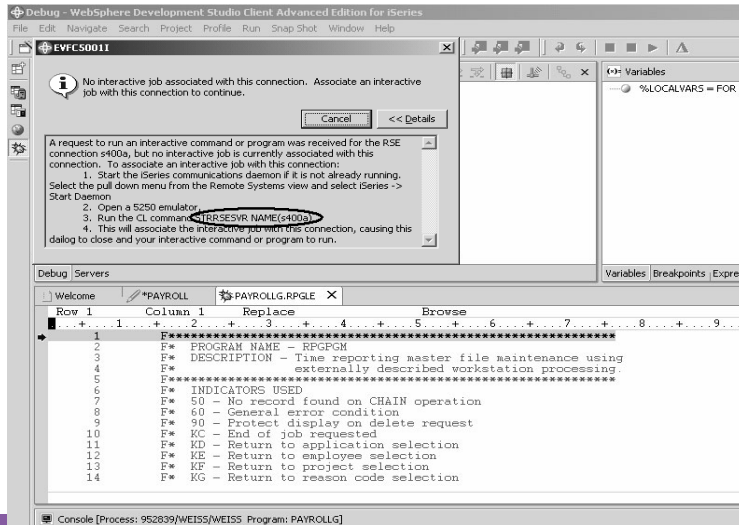 Debug - WebSphere Development Studio Client Advanced Edition for iSeries
File Edit Navigate Search Project Profile Run Snap Shot Window Help
EVFC5001I
No interactive job associated with this connection. Associate an interactive
job with this connection to continue.
Cancel << Details
A request to run an interactive command or program was received for the RSE
connection s400a, but no interactive job is currently associated with this
connection. To associate an interactive job with this connection:
1. Start the iSeries communications daemon if it is not already running.
Select the pull down menu from the Remote Systems view and select iSeries ->
Start Daemon
2. Open a 5250 emulator
3. Run the CL command STRRSESVR NAME(s400a)
4. This will associate the interactive job with this connection, causing this
dailog to close and your interactive command or program to run.
Variables
%LOCALVARS = FOR
Debug Servers
Variables Breakpoints Expre
Welcome *PAYROLL PAYROLLG.RPGLE
Row 1 Column 1 Replace Browse
...+....1....+....2....+....3....+....4....+....5....+....6....+....7....+....8....+....9...
1 F*********************************************************
2 F* PROGRAM NAME - RPGPGM
3 F* DESCRIPTION - Time reporting master file maintenance using
4 F* externally described workstation processing.
5 F*********************************************************
6 F* INDICATORS USED
7 F* 50 - No record found on CHAIN operation
8 F* 60 - General error condition
9 F* 90 - Protect display on delete request
10 F* KC - End of job requested
11 F* KD - Return to application selection
12 F* KE - Return to employee selection
13 F* KF - Return to project selection
14 F* KG - Return to reason code selection
Console [Process: 952839/WEISS/WEISS Program: PAYROLLG]